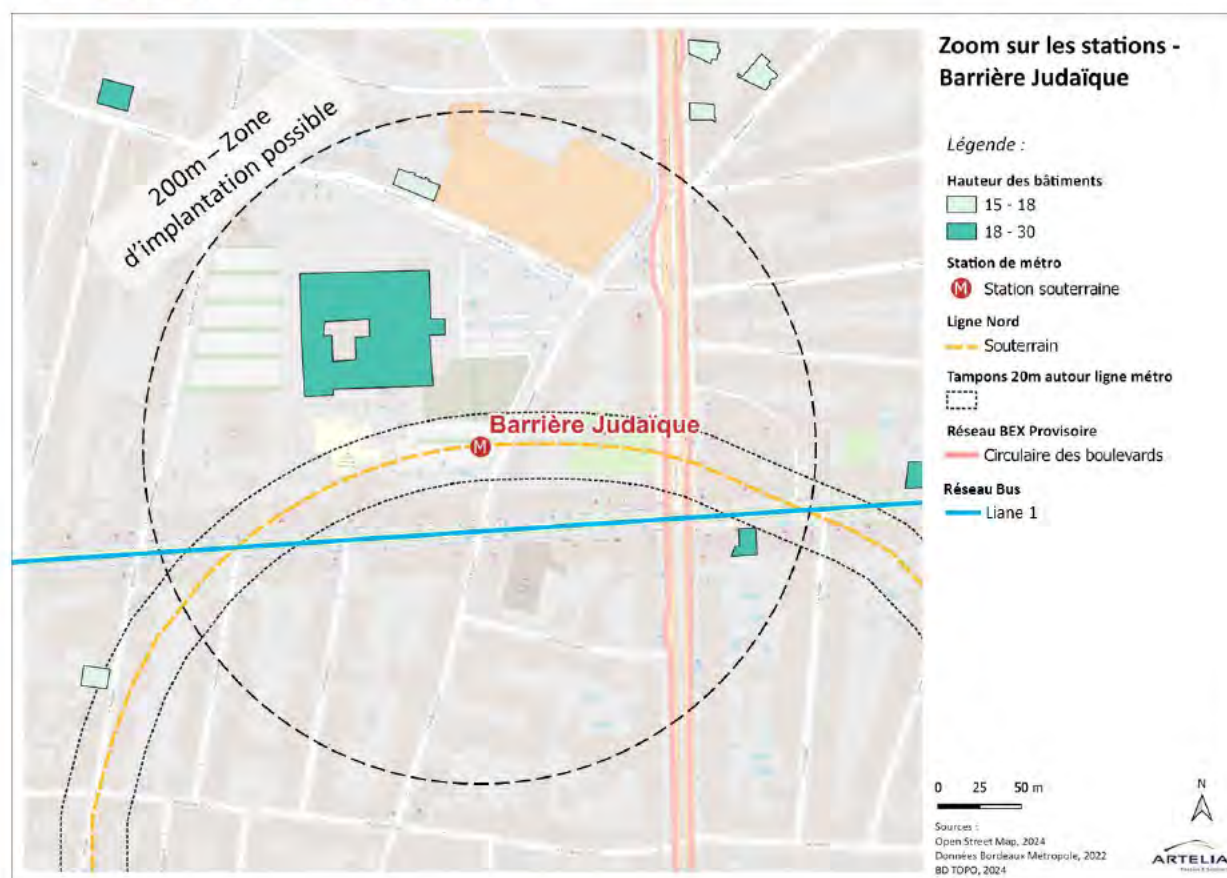 Zoom sur les stations -
Barrière Judaïque
200m – Zone
d'implantation possible
Barrière Judaïque
M
Légende :
Hauteur des bâtiments
15 - 18
18 - 30
Station de métro
M Station souterraine
Ligne Nord
Souterrain
Tampons 20m autour ligne métro
Réseau BEX Provisoire
Circulaire des boulevards
Réseau Bus
Liane 1
0 25 50 m
N
Sources :
Open Street Map, 2024
Données Bordeaux Métropole, 2022
BD TOPO, 2024
ARTELIA